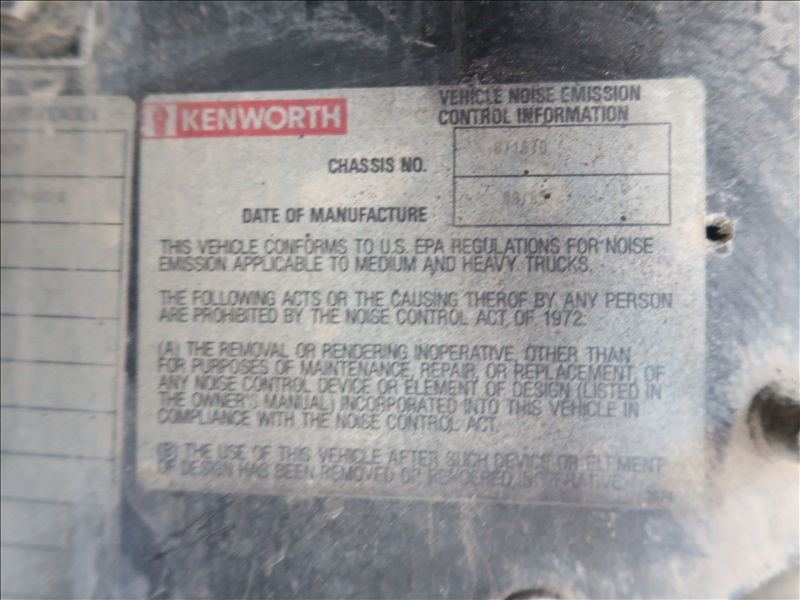 KENWORTH
VEHICLE NOISE EMISSION
CONTROL INFORMATION
CHASSIS NO.
DATE OF MANUFACTURE
THIS VEHICLE CONFORMS TO U.S. EPA REGULATIONS FOR NOISE
EMISSION APPLICABLE TO MEDIUM AND HEAVY TRUCKS.
THE FOLLOWING ACTS OR THE CAUSING THEROF BY ANY PERSON
ARE PROHIBITED BY THE NOISE CONTROL ACT OF 1972:
(A) THE REMOVAL OR RENDERING INOPERATIVE, OTHER THAN
FOR PURPOSES OF MAINTENANCE, REPAIR, OR REPLACEMENT, OF
ANY NOISE CONTROL DEVICE OR ELEMENT OF DESIGN (LISTED IN
THE OWNER'S MANUAL) INCORPORATED INTO THIS VEHICLE IN
COMPLIANCE WITH THE NOISE CONTROL ACT.
(B) THE USE OF THIS VEHICLE AFTER SUCH DEVICE OR ELEMENT
OF DESIGN HAS BEEN REMOVED OR RENDERED INOPERATIVE.